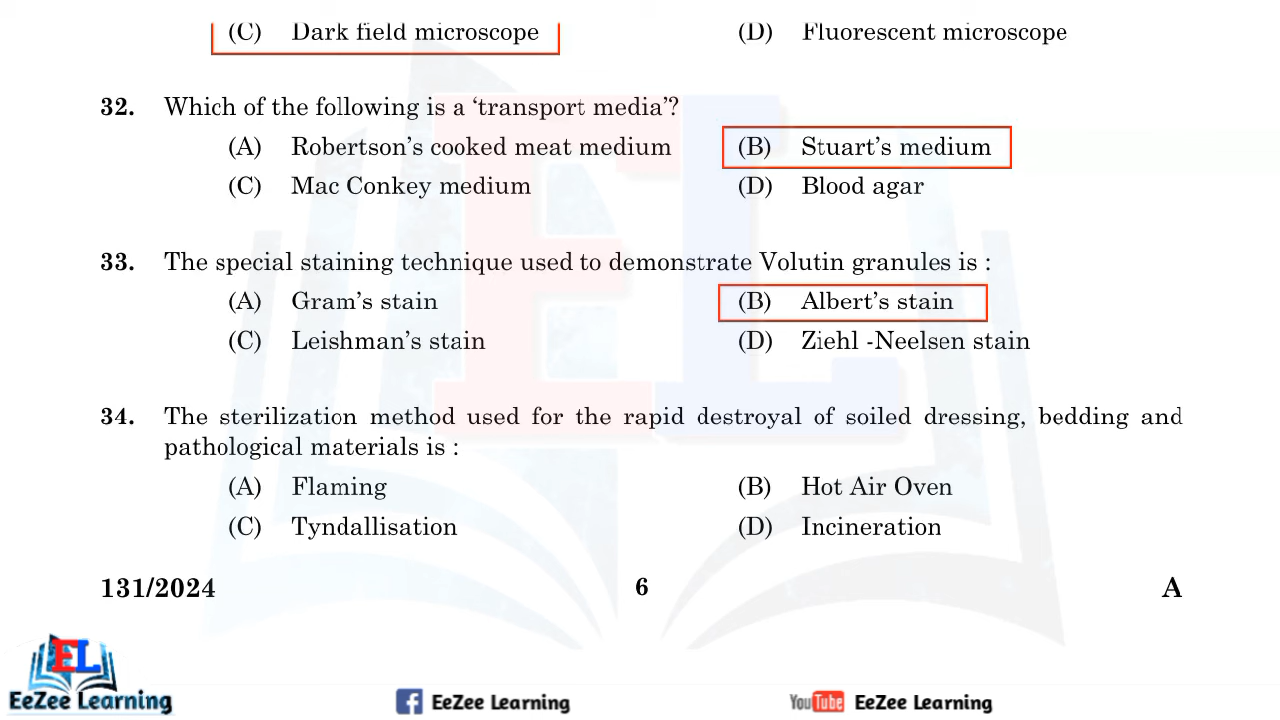 (C) Dark field microscope (D) Fluorescent microscope
32. Which of the following is a ‘transport media’?
(A) Robertson’s cooked meat medium (B) Stuart’s medium
(C) Mac Conkey medium (D) Blood agar
33. The special staining technique used to demonstrate Volutin granules is :
(A) Gram’s stain (B) Albert’s stain
(C) Leishman’s stain (D) Ziehl -Neelsen stain
34. The sterilization method used for the rapid destroyal of soiled dressing, bedding and
pathological materials is :
(A) Flaming (B) Hot Air Oven
(C) Tyndallisation (D) Incineration
131/2024 6 A
EL
EeZee Learning EeZee Learning YouTube EeZee Learning